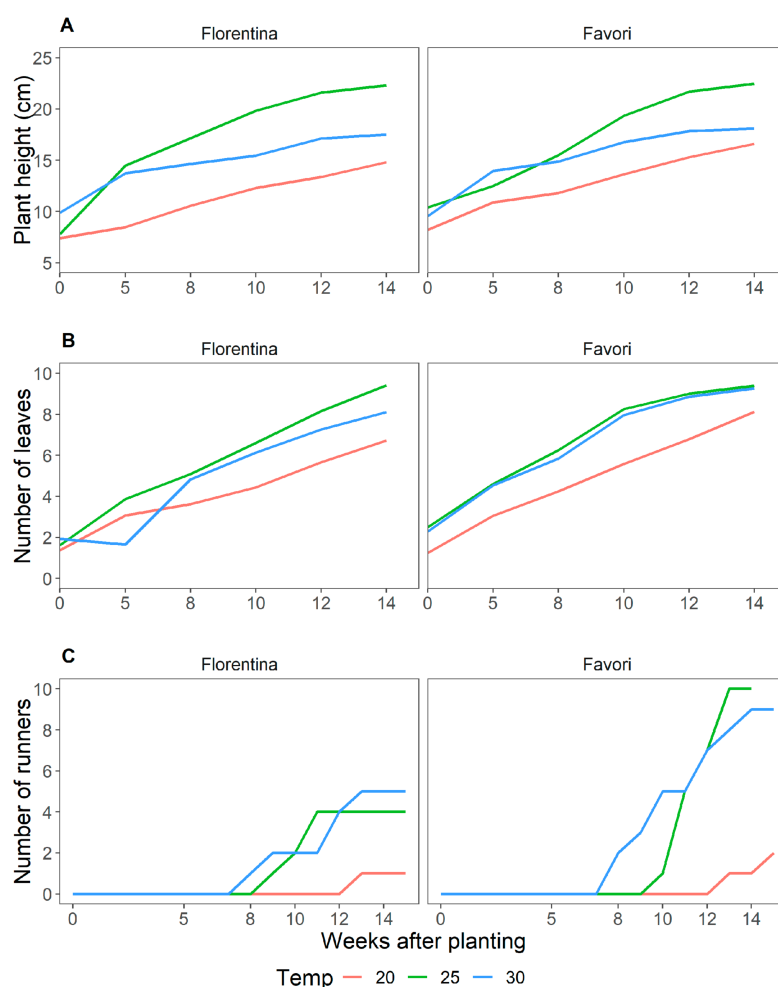 A
Florentina
Favori
Plant height (cm)
25
20
15
10
5
0 5 8 10 12 14
0 5 8 10 12 14
B
Florentina
Favori
Number of leaves
10
8
6
4
2
0
0 5 8 10 12 14
0 5 8 10 12 14
C
Florentina
Favori
Number of runners
10
8
6
4
2
0
0 5 8 10 12 14
0 5 8 10 12 14
Weeks after planting
Temp 20 25 30